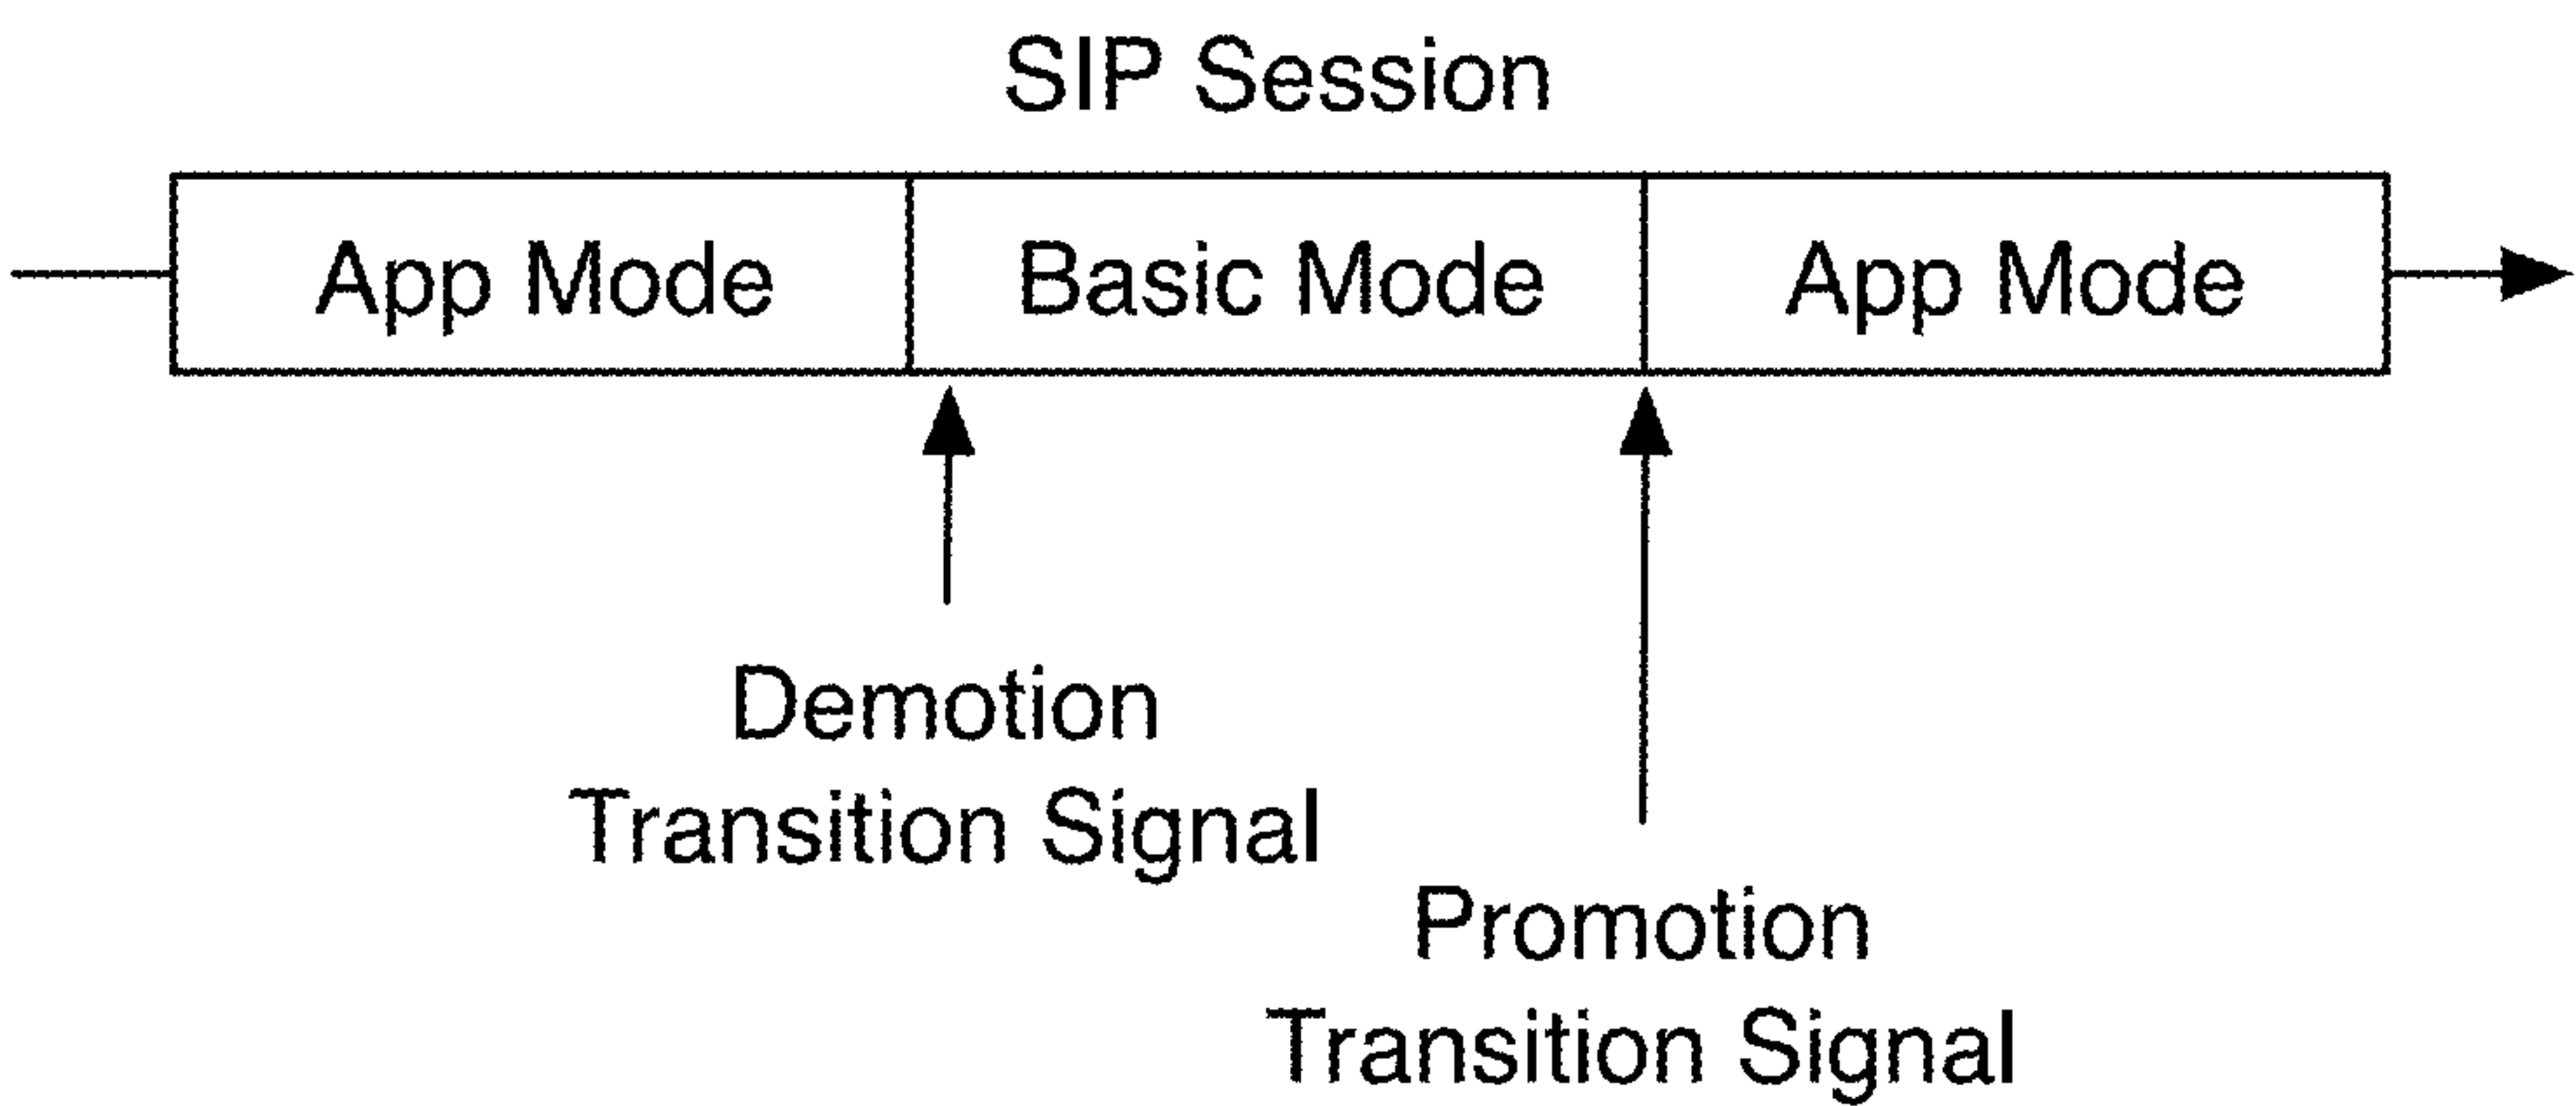 SIP Session
App Mode Basic Mode App Mode
Demotion
Transition Signal
Promotion
Transition Signal